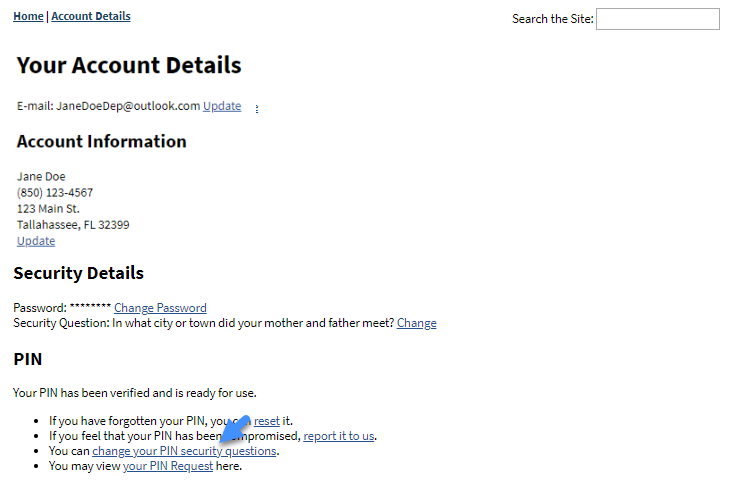 Home | Account Details
Search the Site:
Your Account Details
E-mail: JaneDoeDep@outlook.com Update :
Account Information
Jane Doe
(850) 123-4567
123 Main St.
Tallahassee, FL 32399
Update
Security Details
Password: ******** Change Password
Security Question: In what city or town did your mother and father meet? Change
PIN
Your PIN has been verified and is ready for use.
• If you have forgotten your PIN, you can reset it.
• If you feel that your PIN has been compromised, report it to us.
• You can change your PIN security questions.
• You may view your PIN Request here.